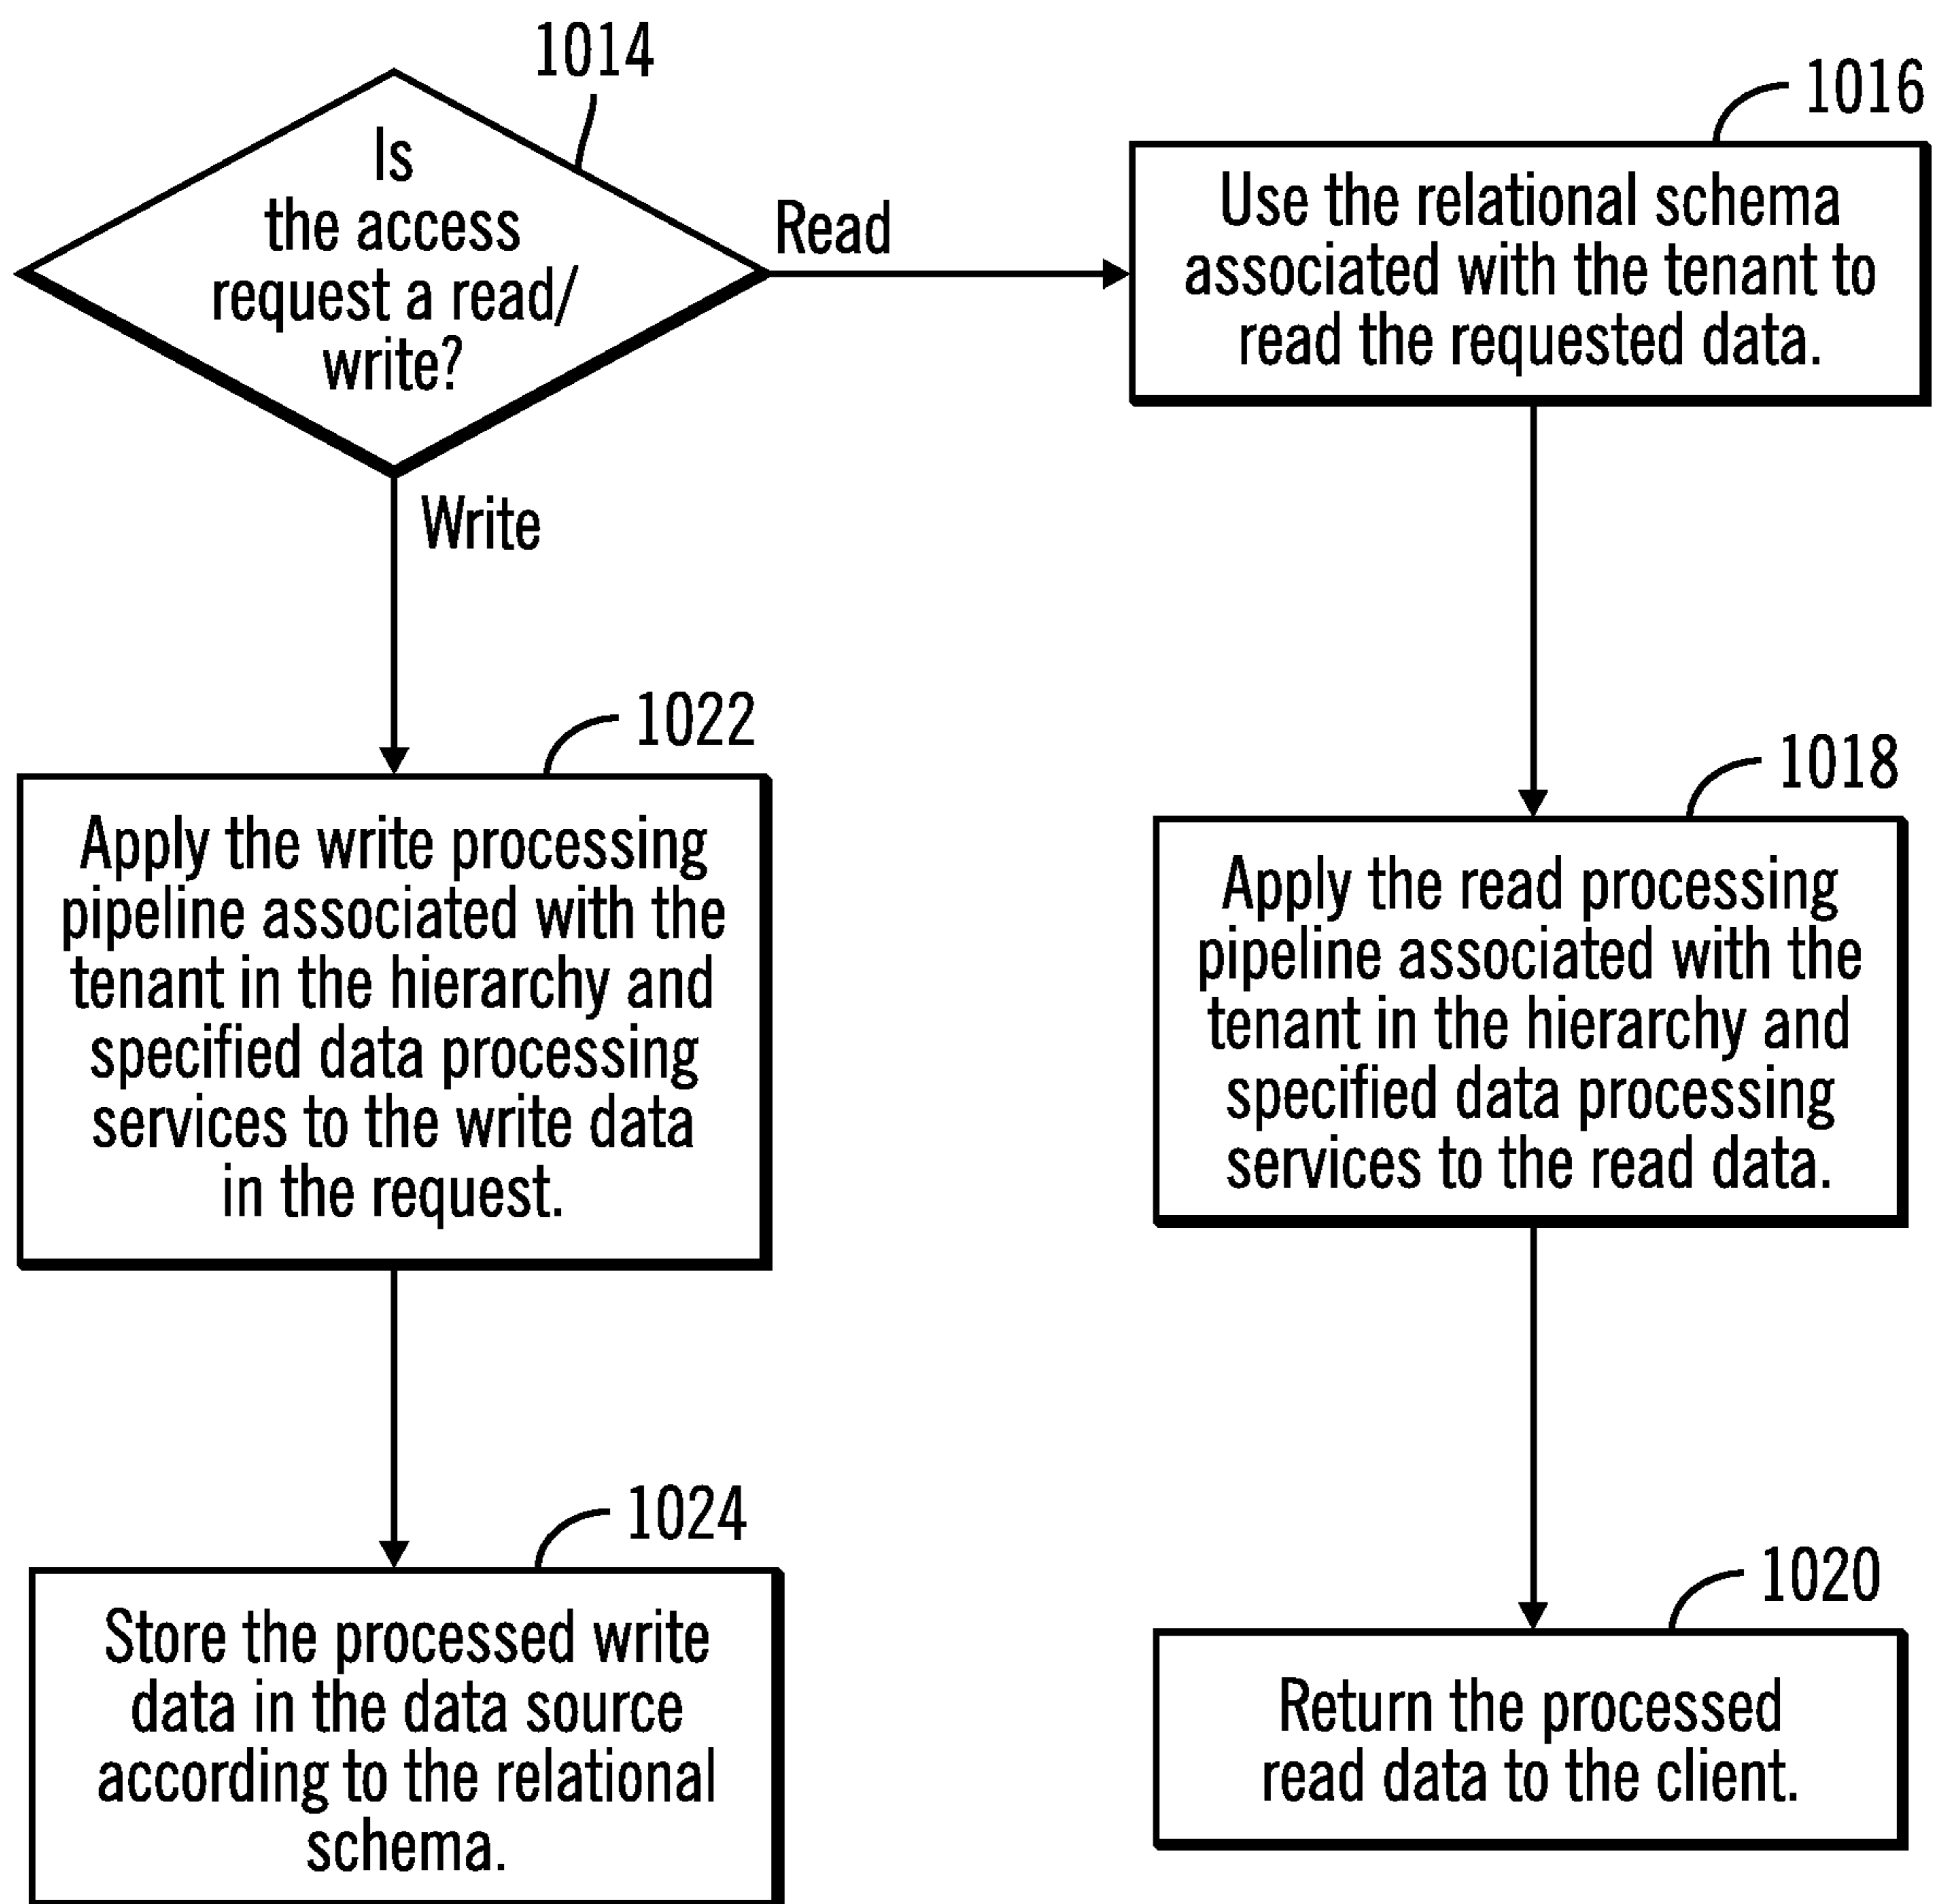 1014
Is
the access
request a read/
write?
Read
Write
1016
Use the relational schema
associated with the tenant to
read the requested data.
1022
Apply the write processing
pipeline associated with the
tenant in the hierarchy and
specified data processing
services to the write data
in the request.
1018
Apply the read processing
pipeline associated with the
tenant in the hierarchy and
specified data processing
services to the read data.
1024
Store the processed write
data in the data source
according to the relational
schema.
1020
Return the processed
read data to the client.